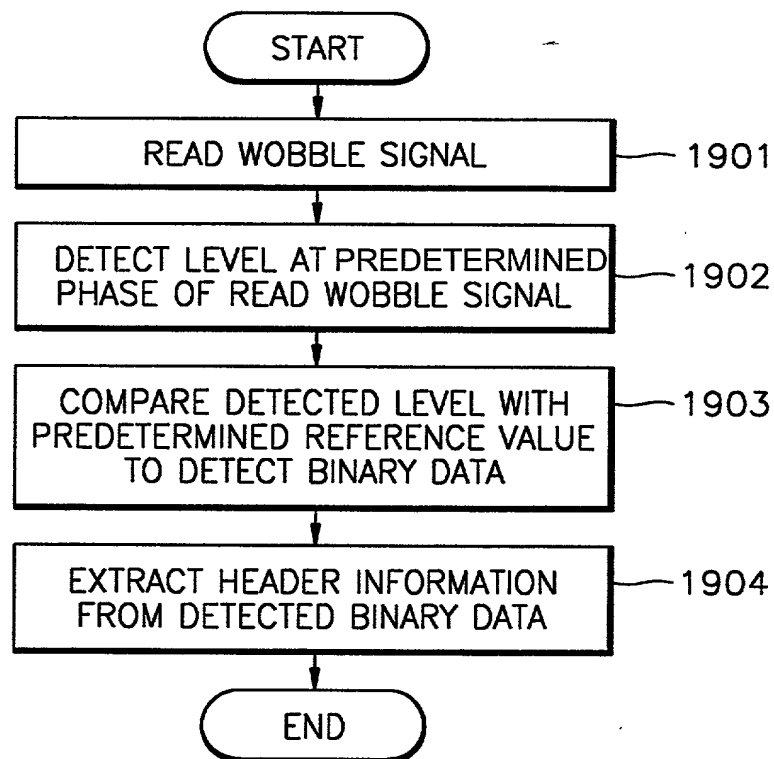 START
READ WOBBLE SIGNAL
1901
DETECT LEVEL AT PREDETERMINED
PHASE OF READ WOBBLE SIGNAL
1902
COMPARE DETECTED LEVEL WITH
PREDETERMINED REFERENCE VALUE
TO DETECT BINARY DATA
1903
EXTRACT HEADER INFORMATION
FROM DETECTED BINARY DATA
1904
END